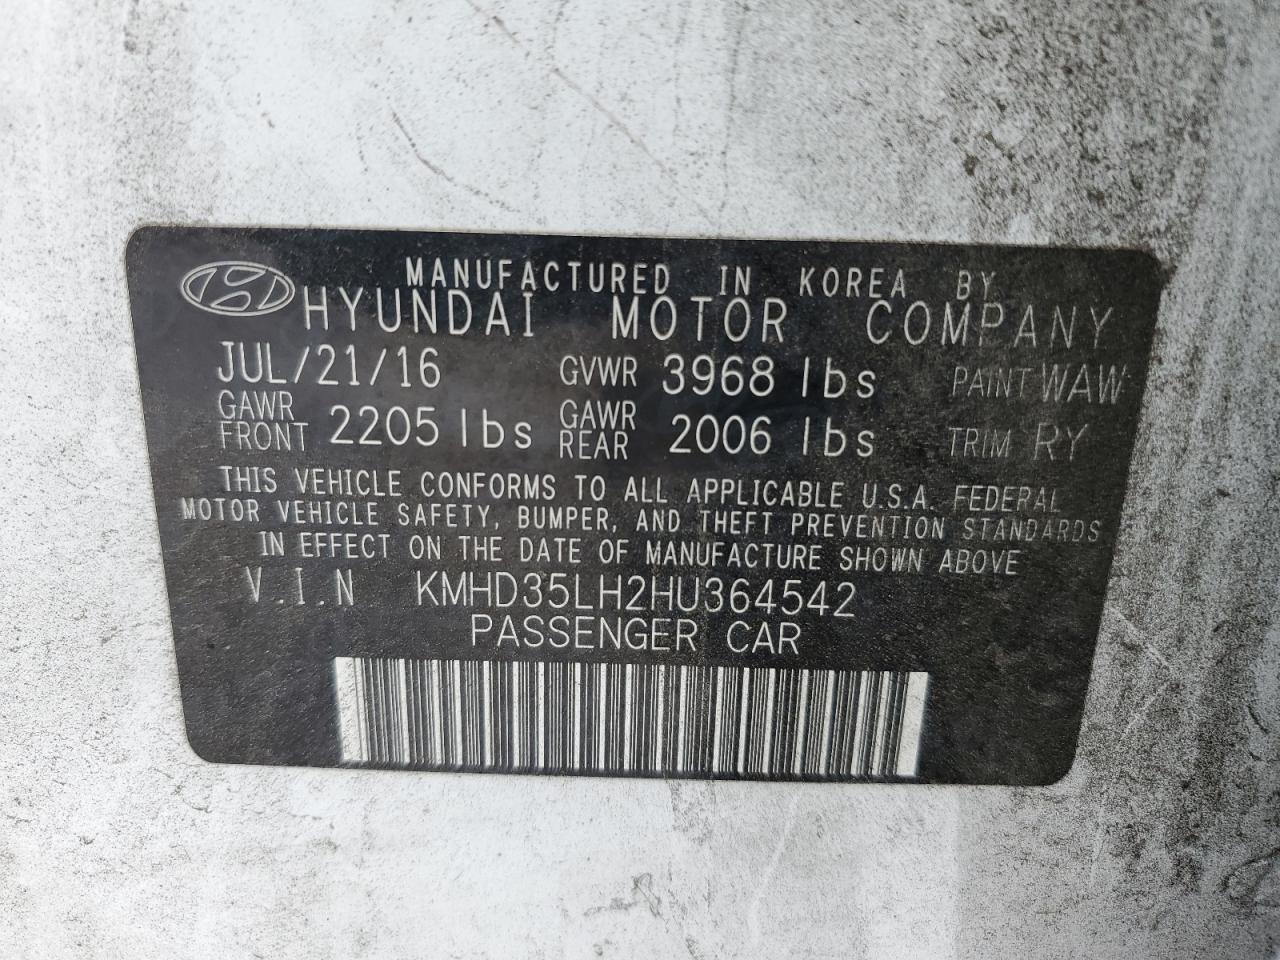 MANUFACTURED IN KOREA BY
HYUNDAI MOTOR COMPANY
JUL/21/16 GVWR 3968 lbs PAINT WAW
GAWR FRONT 2205 lbs GAWR REAR 2006 lbs TRIM RY
THIS VEHICLE CONFORMS TO ALL APPLICABLE U.S.A. FEDERAL
MOTOR VEHICLE SAFETY, BUMPER, AND THEFT PREVENTION STANDARDS
IN EFFECT ON THE DATE OF MANUFACTURE SHOWN ABOVE
V.I.N KMHD35LH2HU364542
PASSENGER CAR